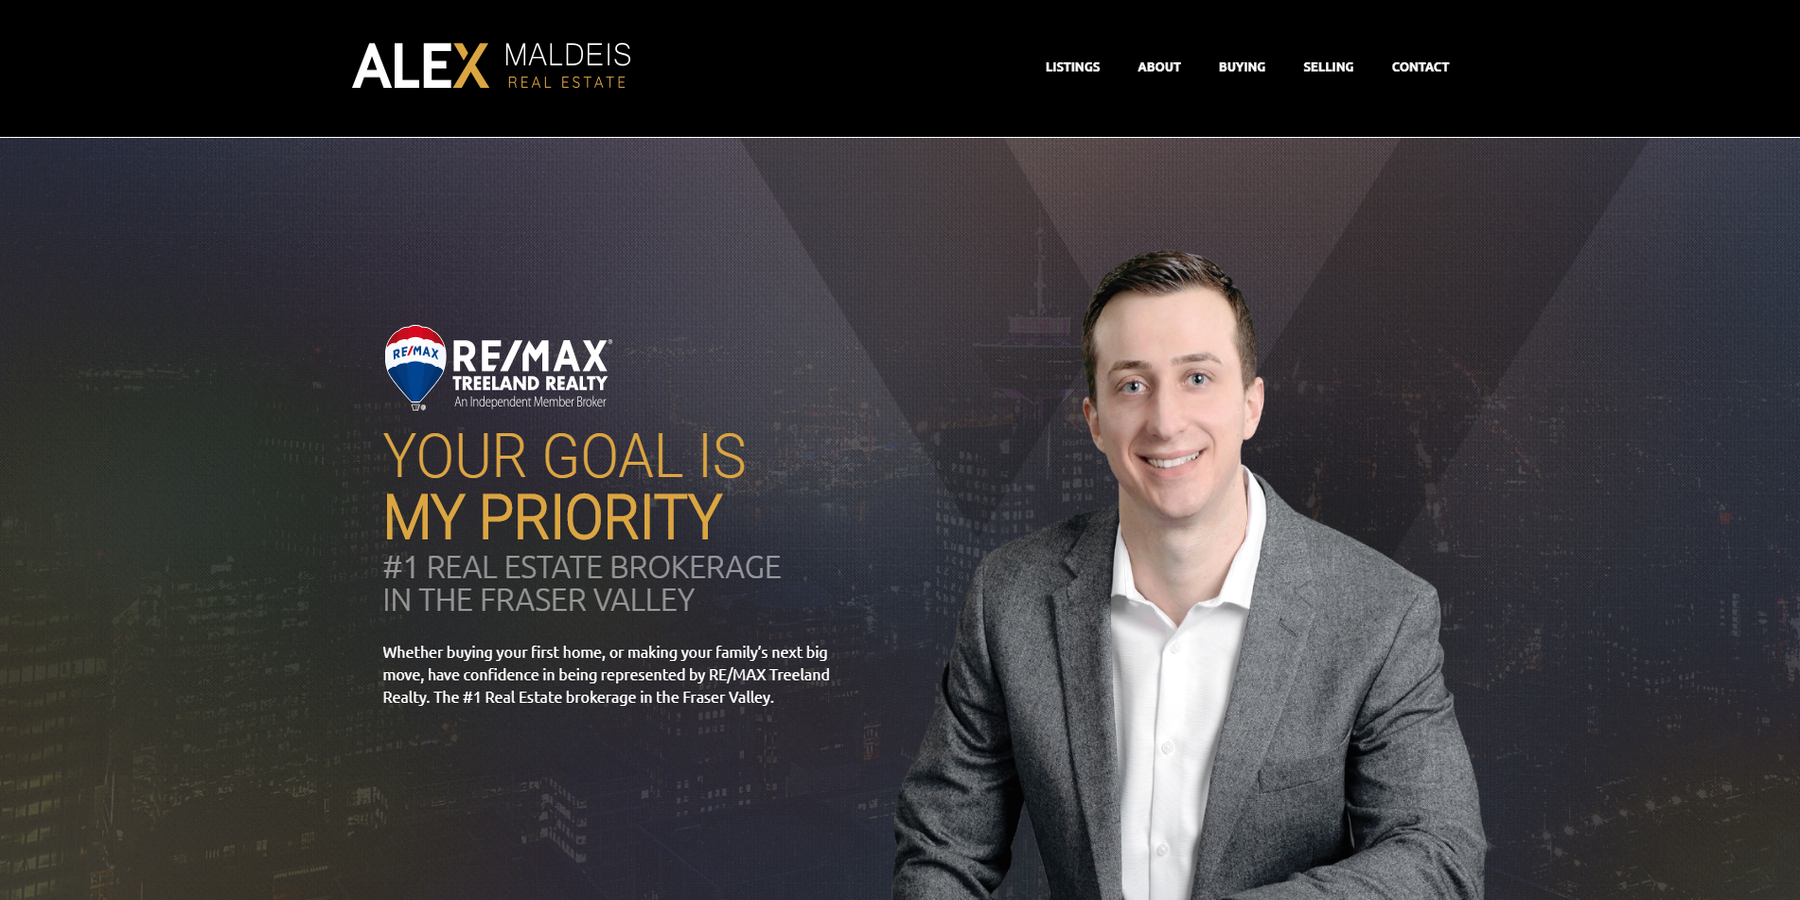 ALEX MALDEIS
REAL ESTATE
LISTINGS ABOUT BUYING SELLING CONTACT
RE/MAX
RE/MAX®
TREELAND REALTY
An Independent Member Broker
YOUR GOAL IS
MY PRIORITY
#1 REAL ESTATE BROKERAGE
IN THE FRASER VALLEY
Whether buying your first home, or making your family’s next big
move, have confidence in being represented by RE/MAX Treeland
Realty. The #1 Real Estate brokerage in the Fraser Valley.